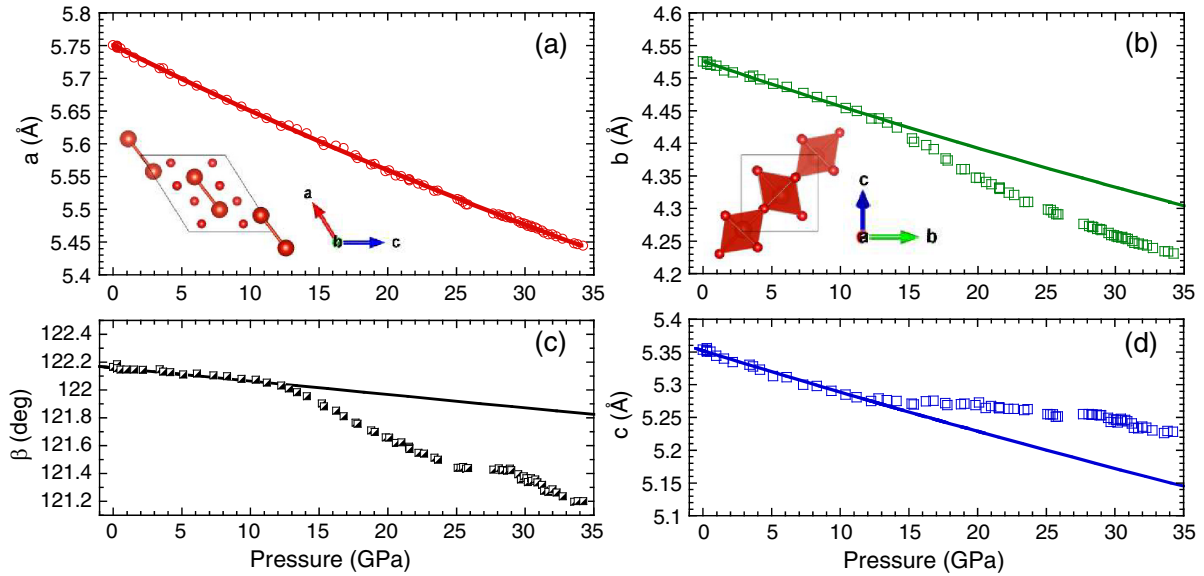 (a)
5.8
5.75
5.7
5.65
5.6
5.55
5.5
5.45
5.4
a (Å)
a
b
c
0 5 10 15 20 25 30 35
(b)
4.55
4.5
4.45
4.4
4.35
4.3
4.25
4.2
b (Å)
c
a
b
0 5 10 15 20 25 30 35
(c)
122.4
122.2
122
121.8
121.6
121.4
121.2
β (deg)
0 5 10 15 20 25 30 35
Pressure (GPa)
(d)
5.4
5.35
5.3
5.25
5.2
5.15
5.1
c (Å)
0 5 10 15 20 25 30 35
Pressure (GPa)